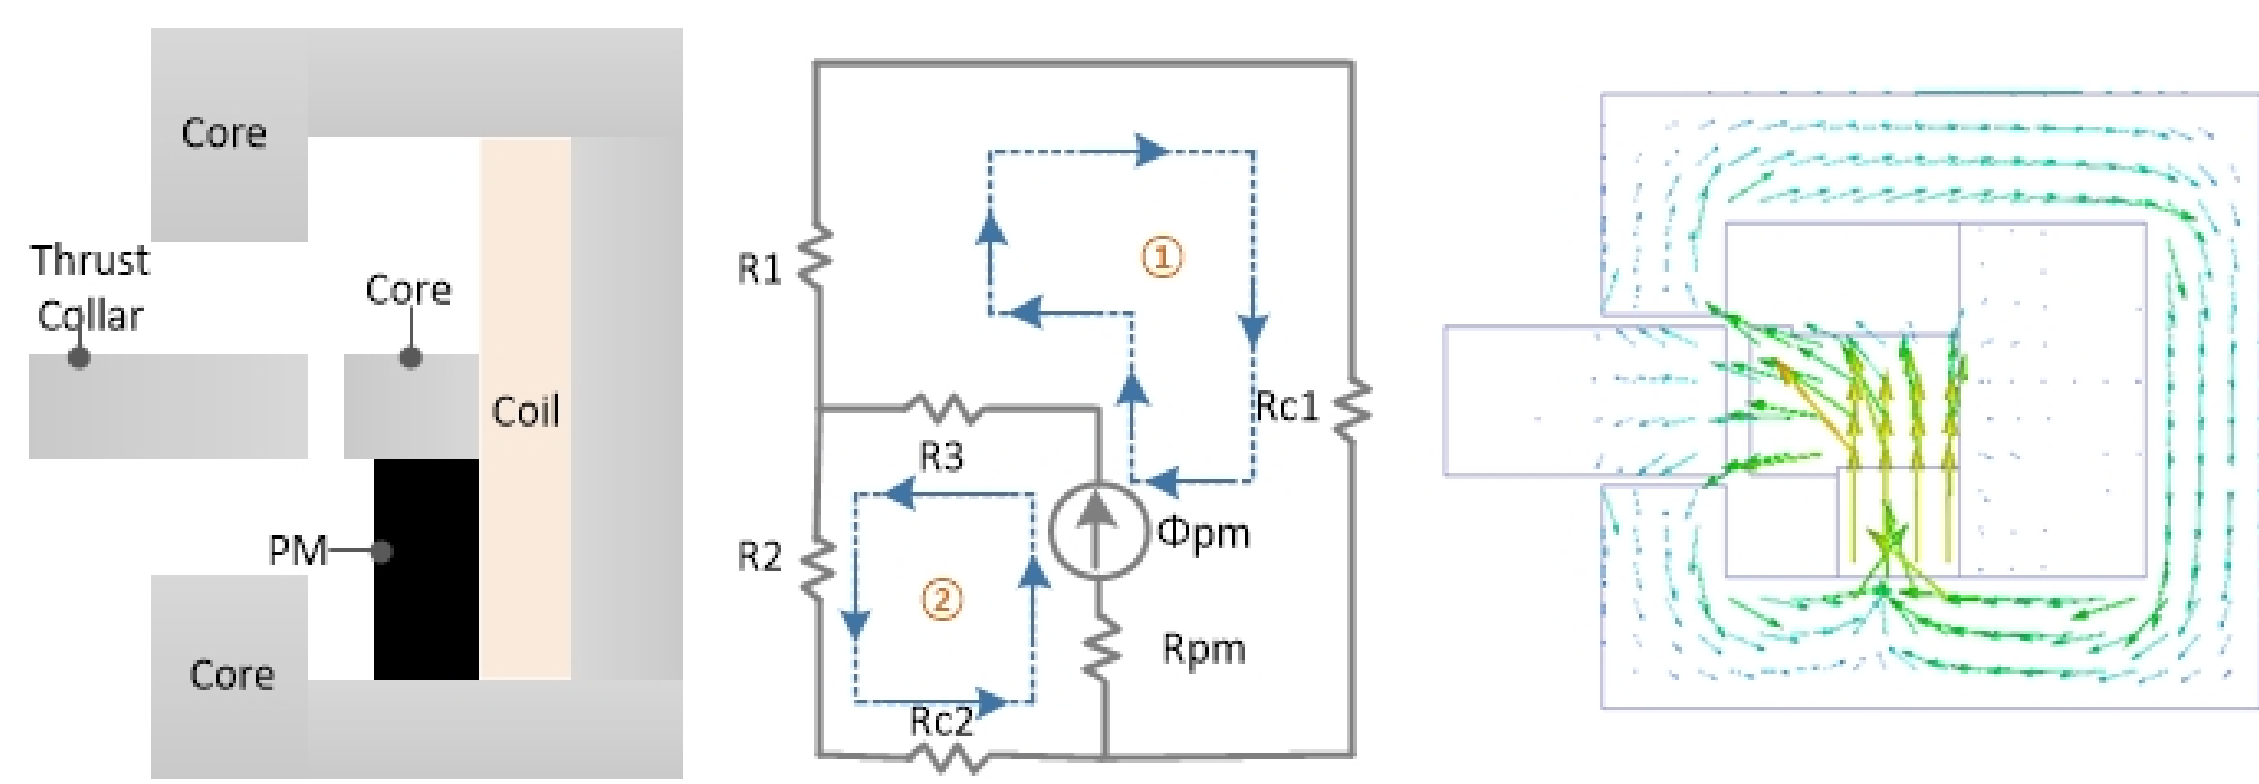 Core
Thrust
Collar
Core
Coil
PM
Core
R1
①
Rc1
R3
R2
Φpm
②
Rpm
Rc2